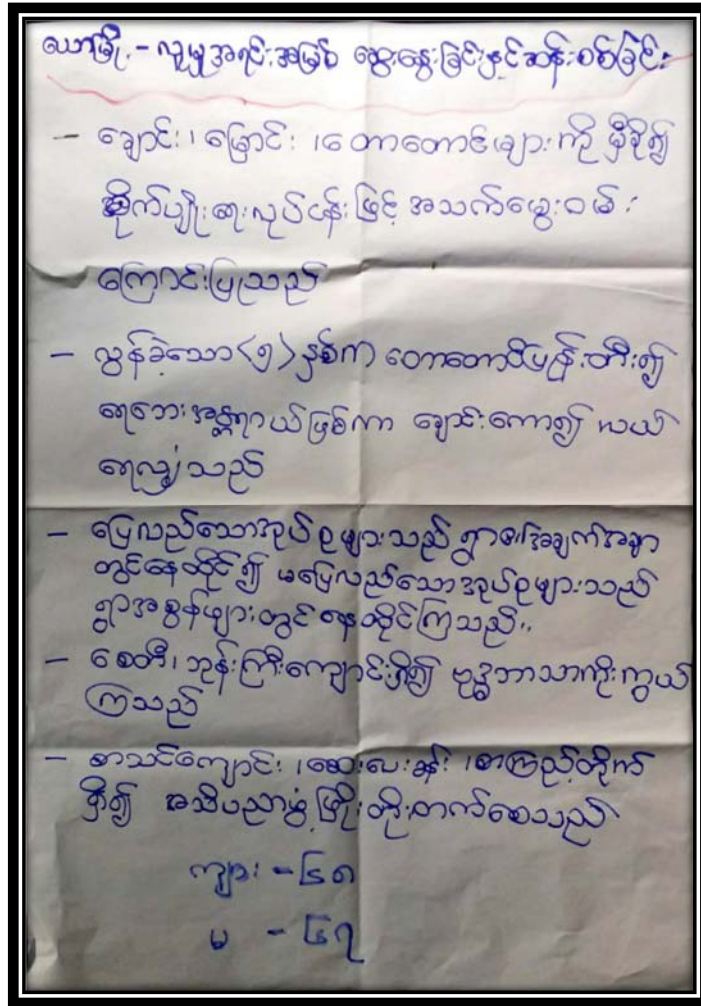 ယာဖြို. - လူမှုအရင်းအမြစ် ဆွေးနွေးခြင်းနှင့်ဆန်းစစ်ခြင်း
- ချောင်း၊ မြောင်း ၊တောတောင်များကို မှီခို၍
စိုက်ပျိုးရေးလုပ်ငန်းဖြင့် အသက်မွေးဝမ်း
ကြောင်းပြုသည်
- လွန်ခဲ့သော <၅> နှစ်က တောတောင်ပြုန်းတီး၍
ရေဘေးအန္တရာယ်ဖြစ်ကာ ချောင်းကော၍ လယ်
ရေလျှံသည်
- ပြေလည်သောအုပ်စုများသည် ရွာ၏အချက်အချာ
တွင်နေထိုင်၍ မပြေလည်သောအုပ်စုများသည်
ရွာအစွန်များတွင် နေထိုင်ကြသည်။
- စေတီ၊ ဘုန်းကြီးကျောင်းရှိ၍ ဗုဒ္ဓဘာသာကိုးကွယ်
ကြသည်
- စာသင်ကျောင်း ၊ဆေးပေးခန်း ၊စာကြည့်တိုက်
ရှိ၍ အသိပညာမှာ ဖွံ့ဖြိုးတိုးတက်စေသည်
ကျား - ၆၈
မ - ၆၇